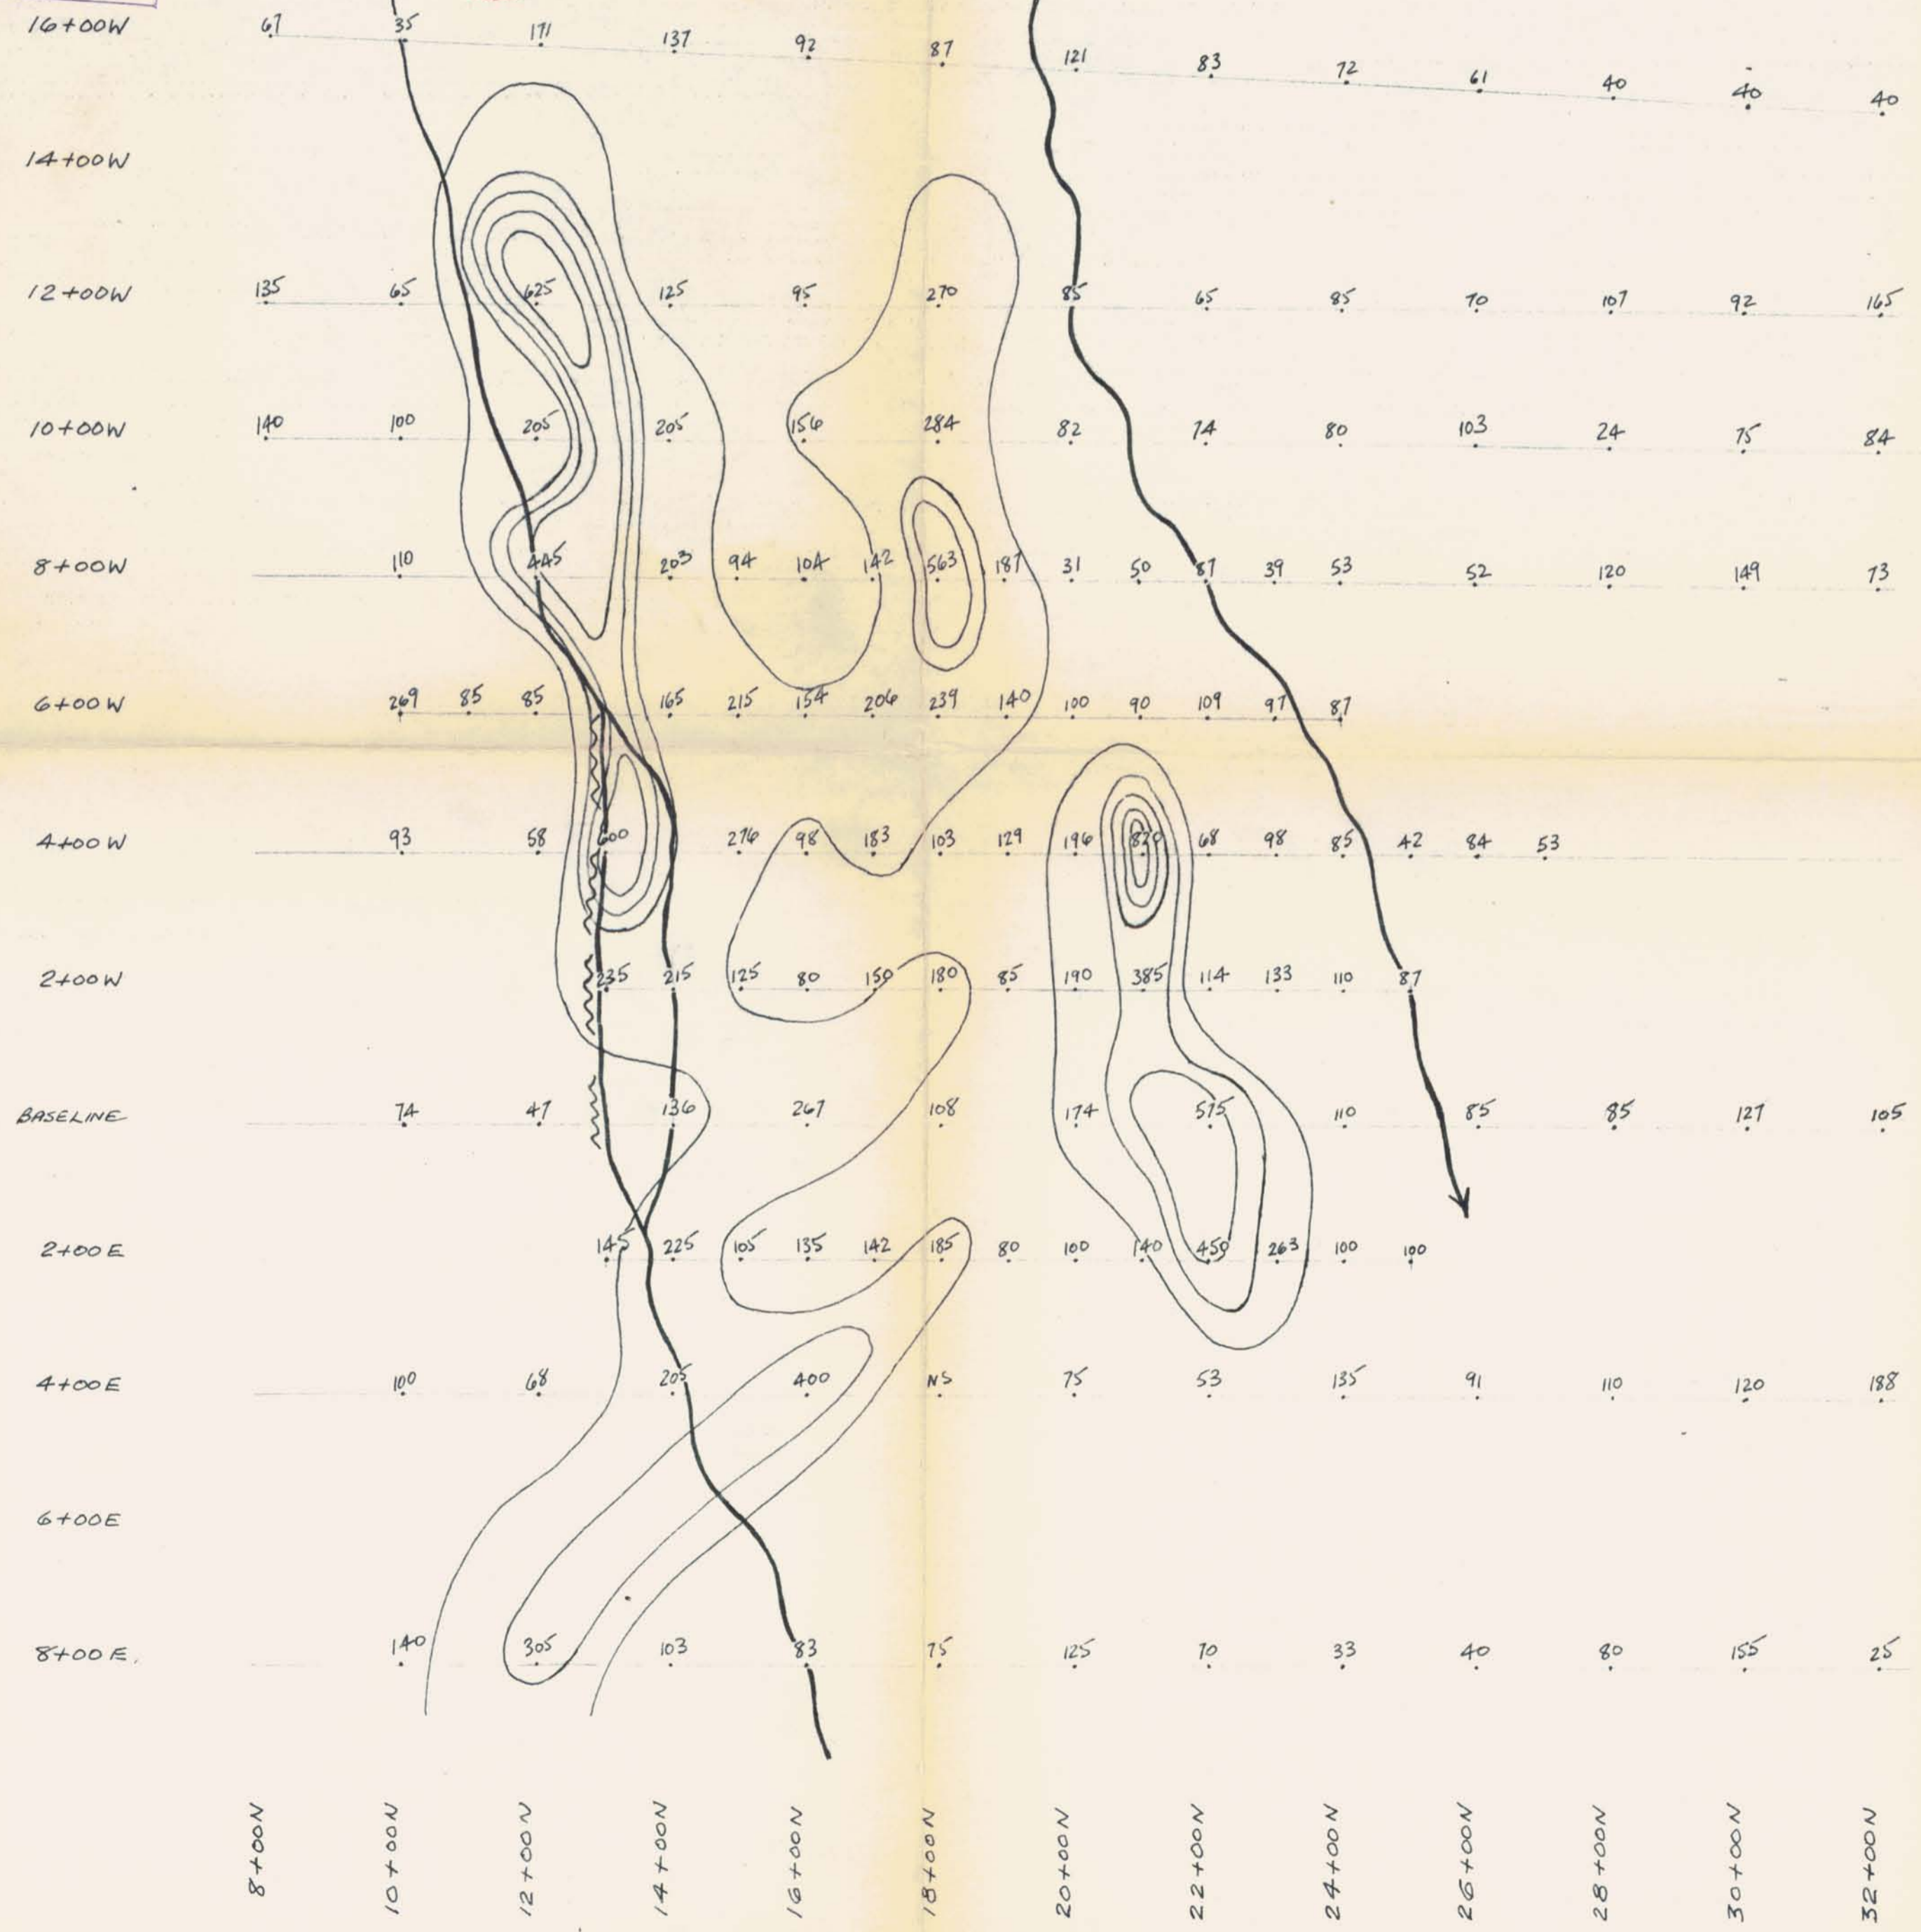 16+00W 67 35 171 137 92 87 121 83 72 61 40 40 40
14+00W
12+00W 135 65 625 125 95 270 85 65 85 70 107 92 165
10+00W 140 100 205 205 156 284 82 74 80 103 24 75 84
8+00W 110 445 203 94 104 142 563 187 31 50 87 39 53 52 120 149 73
6+00W 269 85 85 165 215 154 206 239 140 100 90 109 97 87
4+00W 93 58 600 276 98 183 103 129 196 820 68 98 85 42 84 53
2+00W 235 215 125 80 150 180 85 190 385 114 133 110 87
BASELINE 74 47 136 267 108 174 575 110 85 85 127 105
2+00E 145 225 105 135 142 185 80 100 140 450 263 100 100
4+00E 100 68 205 400 NS 75 53 135 91 110 120 188
6+00E
8+00E. 140 305 103 83 75 125 70 33 40 80 155 25
8+00N 10+00N 12+00N 14+00N 16+00N 18+00N 20+00N 22+00N 24+00N 26+00N 28+00N 30+00N 32+00N